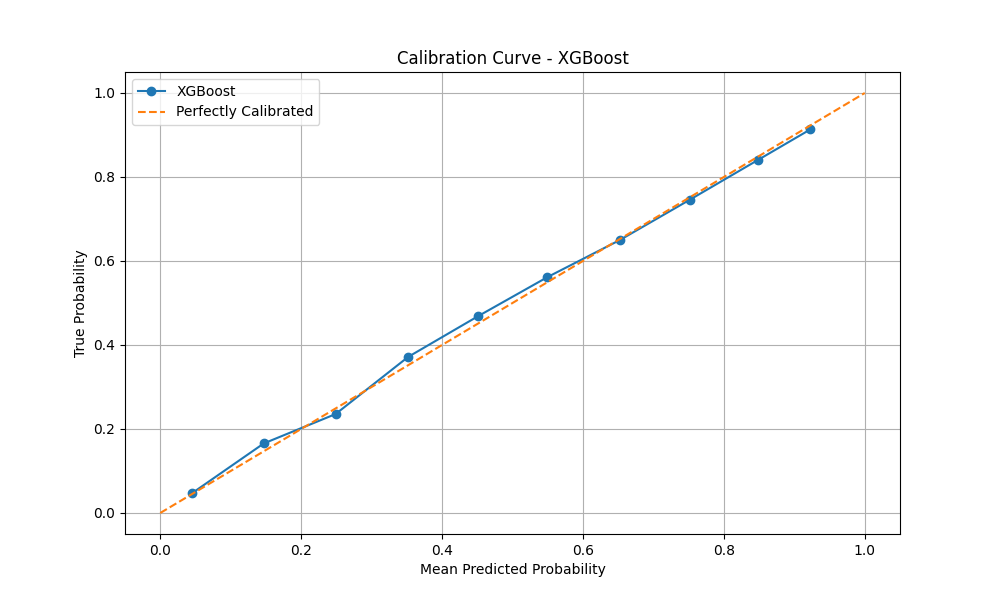 Calibration Curve - XGBoost
XGBoost
Perfectly Calibrated
True Probability
1.0
0.8
0.6
0.4
0.2
0.0
0.0 0.2 0.4 0.6 0.8 1.0
Mean Predicted Probability